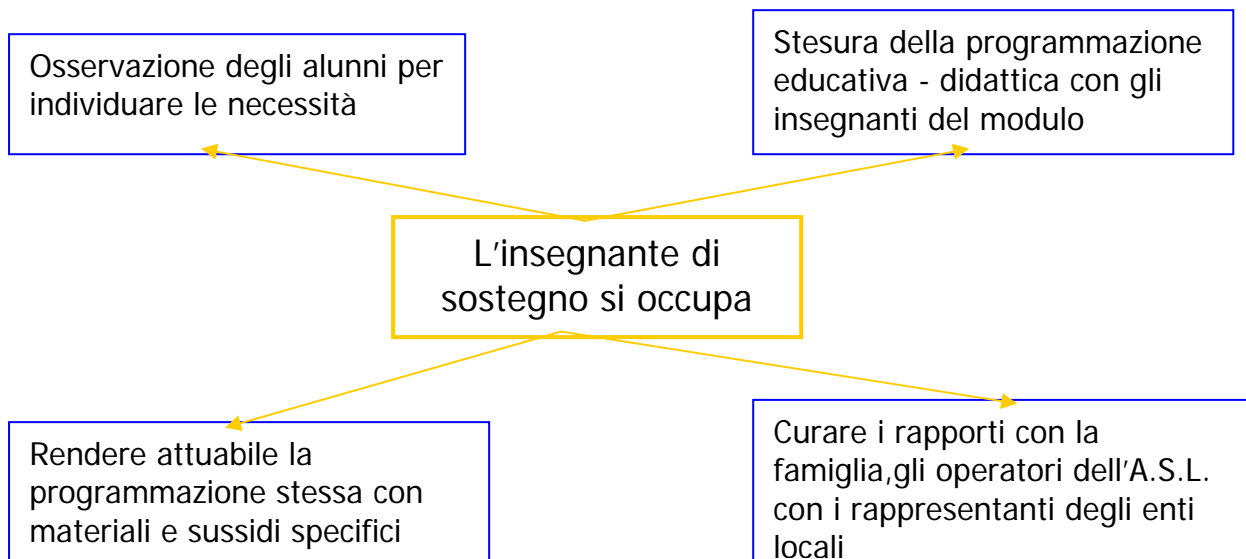 Osservazione degli alunni per
individuare le necessità
Stesura della programmazione
educativa - didattica con gli
insegnanti del modulo
L'insegnante di
sostegno si occupa
Rendere attuabile la
programmazione stessa con
materiali e sussidi specifici
Curare i rapporti con la
famiglia,gli operatori dell'A.S.L.
con i rappresentanti degli enti
locali